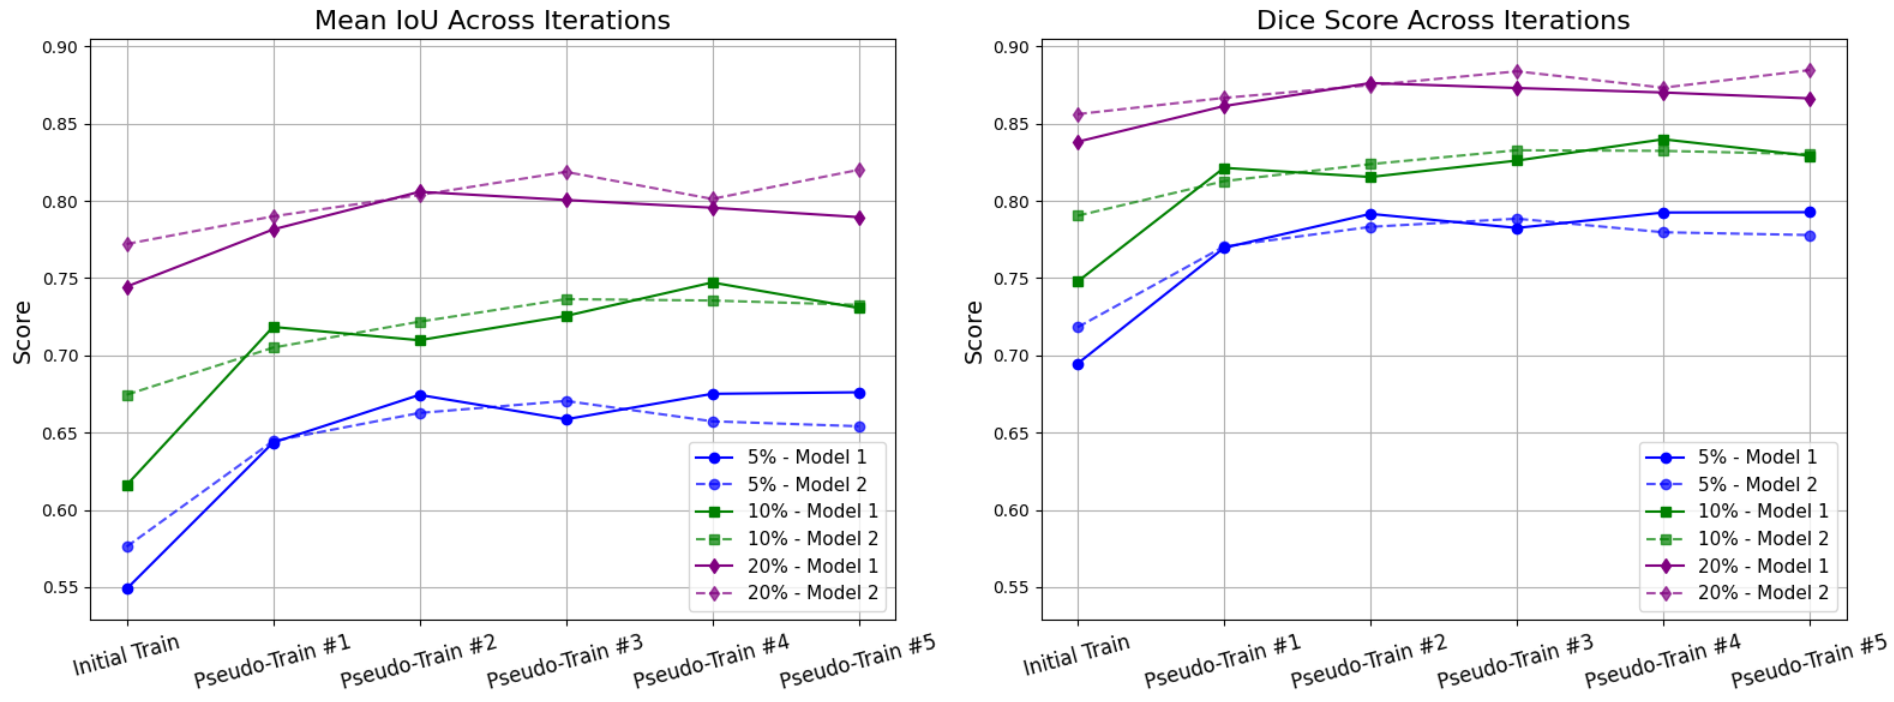 Mean IoU Across Iterations
Score
0.90
0.85
0.80
0.75
0.70
0.65
0.60
0.55
Initial Train
Pseudo-Train #1
Pseudo-Train #2
Pseudo-Train #3
Pseudo-Train #4
Pseudo-Train #5
5% - Model 1
5% - Model 2
10% - Model 1
10% - Model 2
20% - Model 1
20% - Model 2
Dice Score Across Iterations
Score
0.90
0.85
0.80
0.75
0.70
0.65
0.60
0.55
Initial Train
Pseudo-Train #1
Pseudo-Train #2
Pseudo-Train #3
Pseudo-Train #4
Pseudo-Train #5
5% - Model 1
5% - Model 2
10% - Model 1
10% - Model 2
20% - Model 1
20% - Model 2